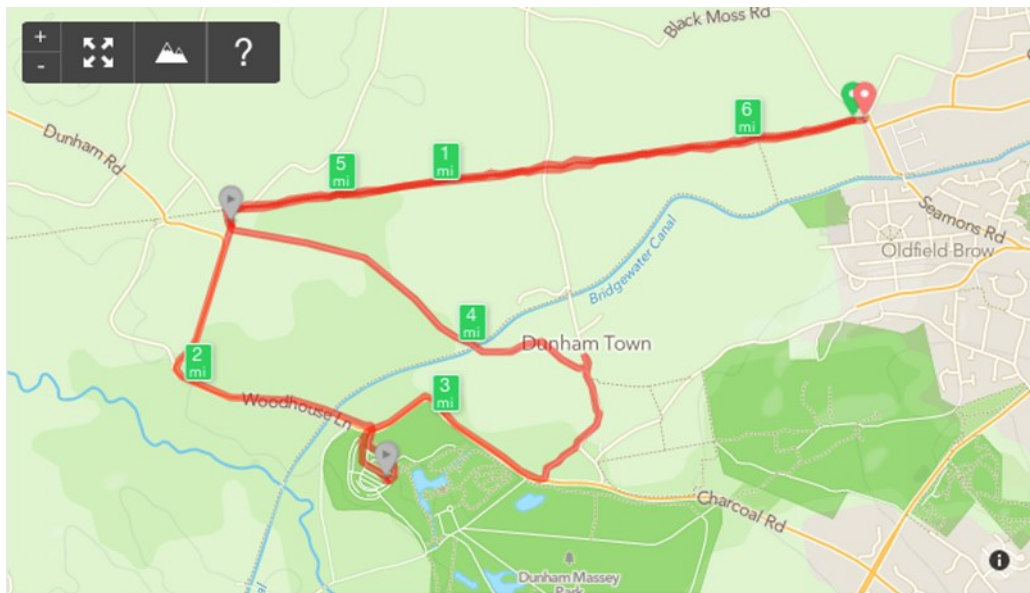 +
-
?
Black Moss Rd
Dunham Rd
6
mi
1
mi
5
mi
Seamons Rd
Oldfield Brow
Bridgewater Canal
4
mi
Dunham Town
2
mi
3
mi
Woodhouse Ln
Charcoal Rd
Dunham Massey
Park
i